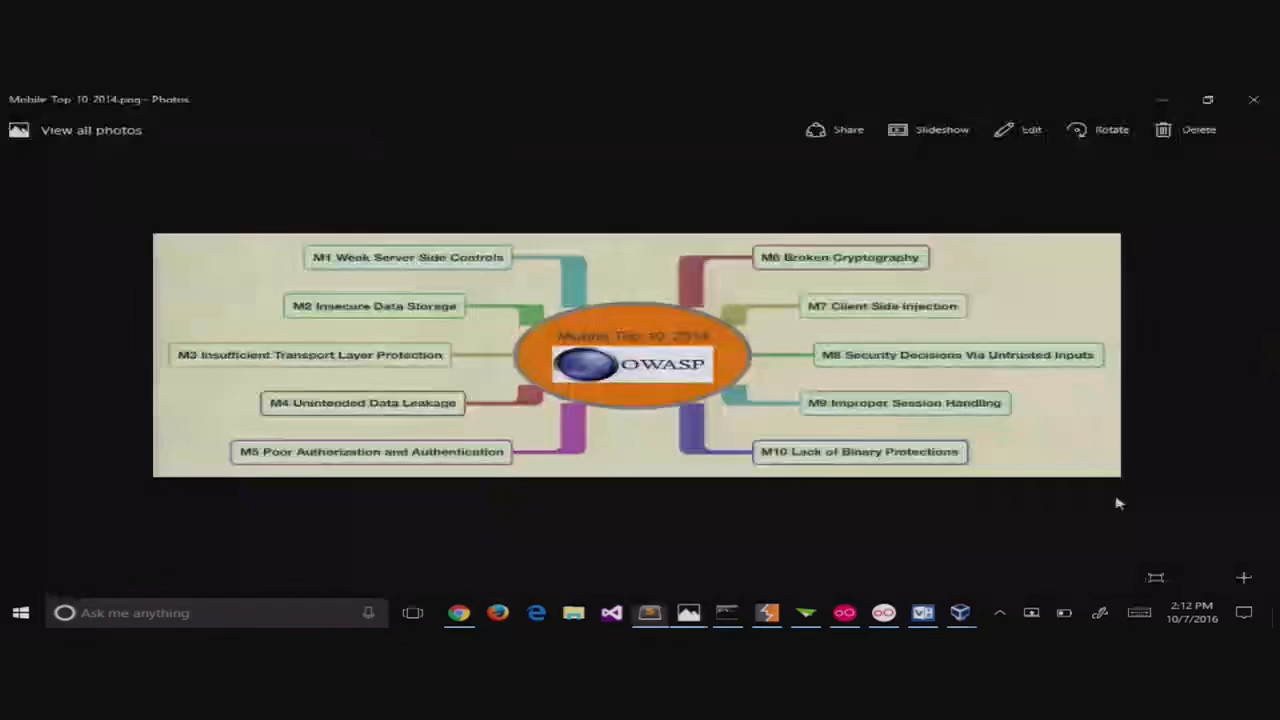 Mobile_Top_10_2014.png - Photos
View all photos
Share
Slideshow
Edit
Rotate
Delete
M1 Weak Server Side Controls
M2 Insecure Data Storage
M3 Insufficient Transport Layer Protection
M4 Unintended Data Leakage
M5 Poor Authorization and Authentication
Mobile Top 10 2014
OWASP
M6 Broken Cryptography
M7 Client Side Injection
M8 Security Decisions Via Untrusted Inputs
M9 Improper Session Handling
M10 Lack of Binary Protections
Ask me anything
2:12 PM
10/7/2016